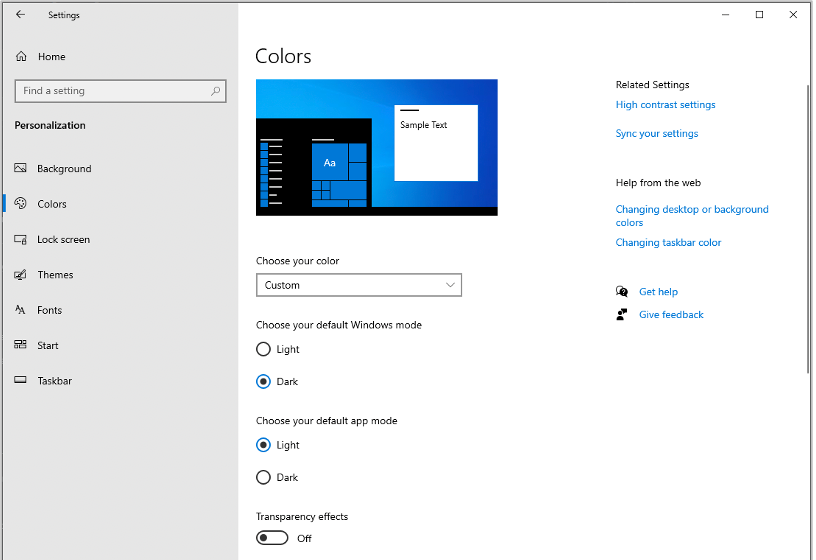 Settings
Home
Find a setting
Personalization
Background
Colors
Lock screen
Themes
Fonts
Start
Taskbar
Colors
Sample Text
Aa
Choose your color
Custom
Choose your default Windows mode
Light
Dark
Choose your default app mode
Light
Dark
Transparency effects
Off
Related Settings
High contrast settings
Sync your settings
Help from the web
Changing desktop or background
colors
Changing taskbar color
Get help
Give feedback